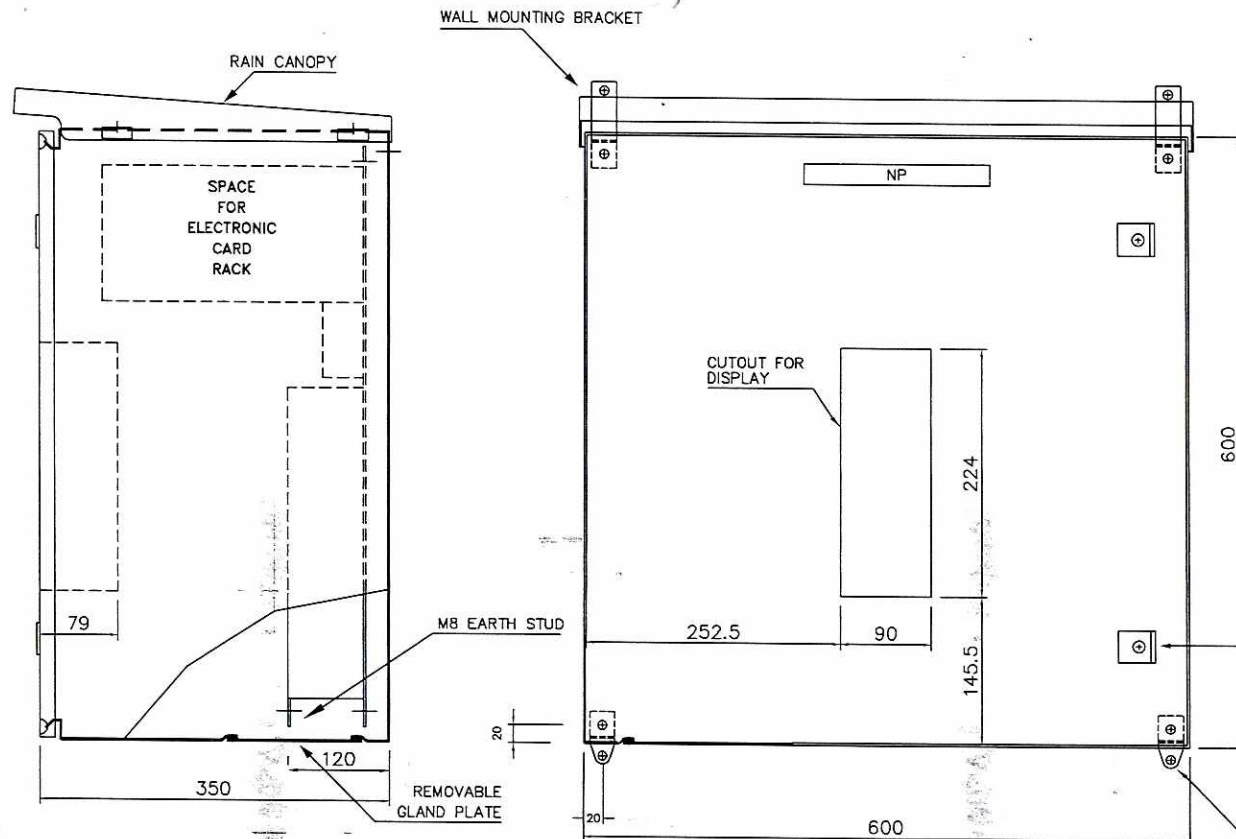 WALL MOUNTING BRACKET
RAIN CANOPY
SPACE
FOR
ELECTRONIC
CARD
RACK
NP
CUTOUT FOR
DISPLAY
600
224
79
M8 EARTH STUD
252.5
90
145.5
20
120
350
REMOVABLE
GLAND PLATE
20
600